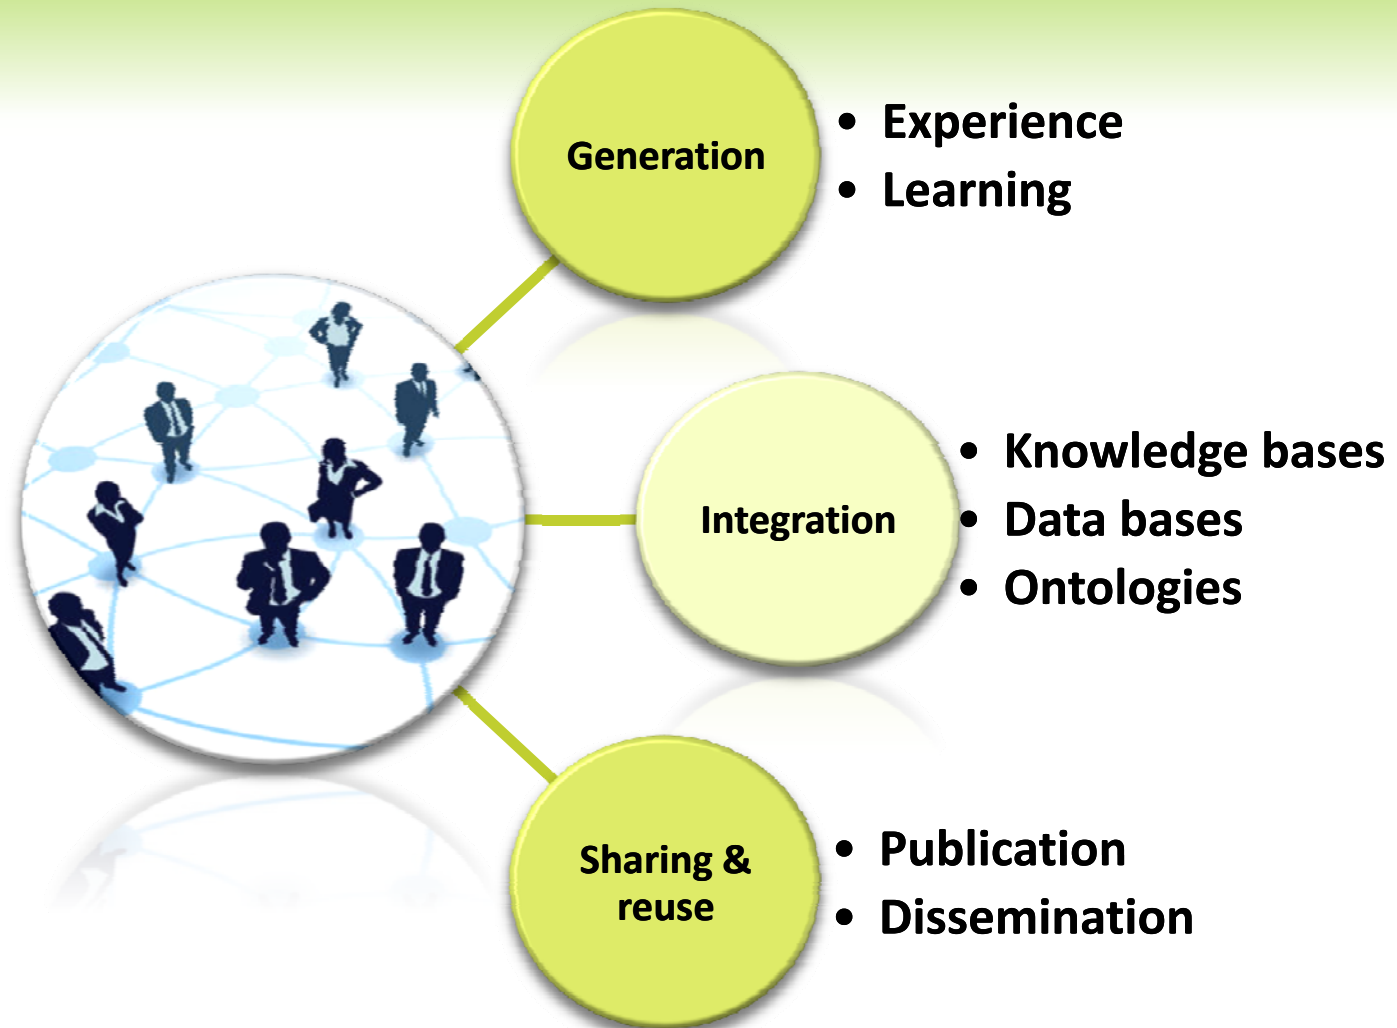 Generation
• Experience
• Learning
Integration
• Knowledge bases
• Data bases
• Ontologies
Sharing &
reuse
• Publication
• Dissemination